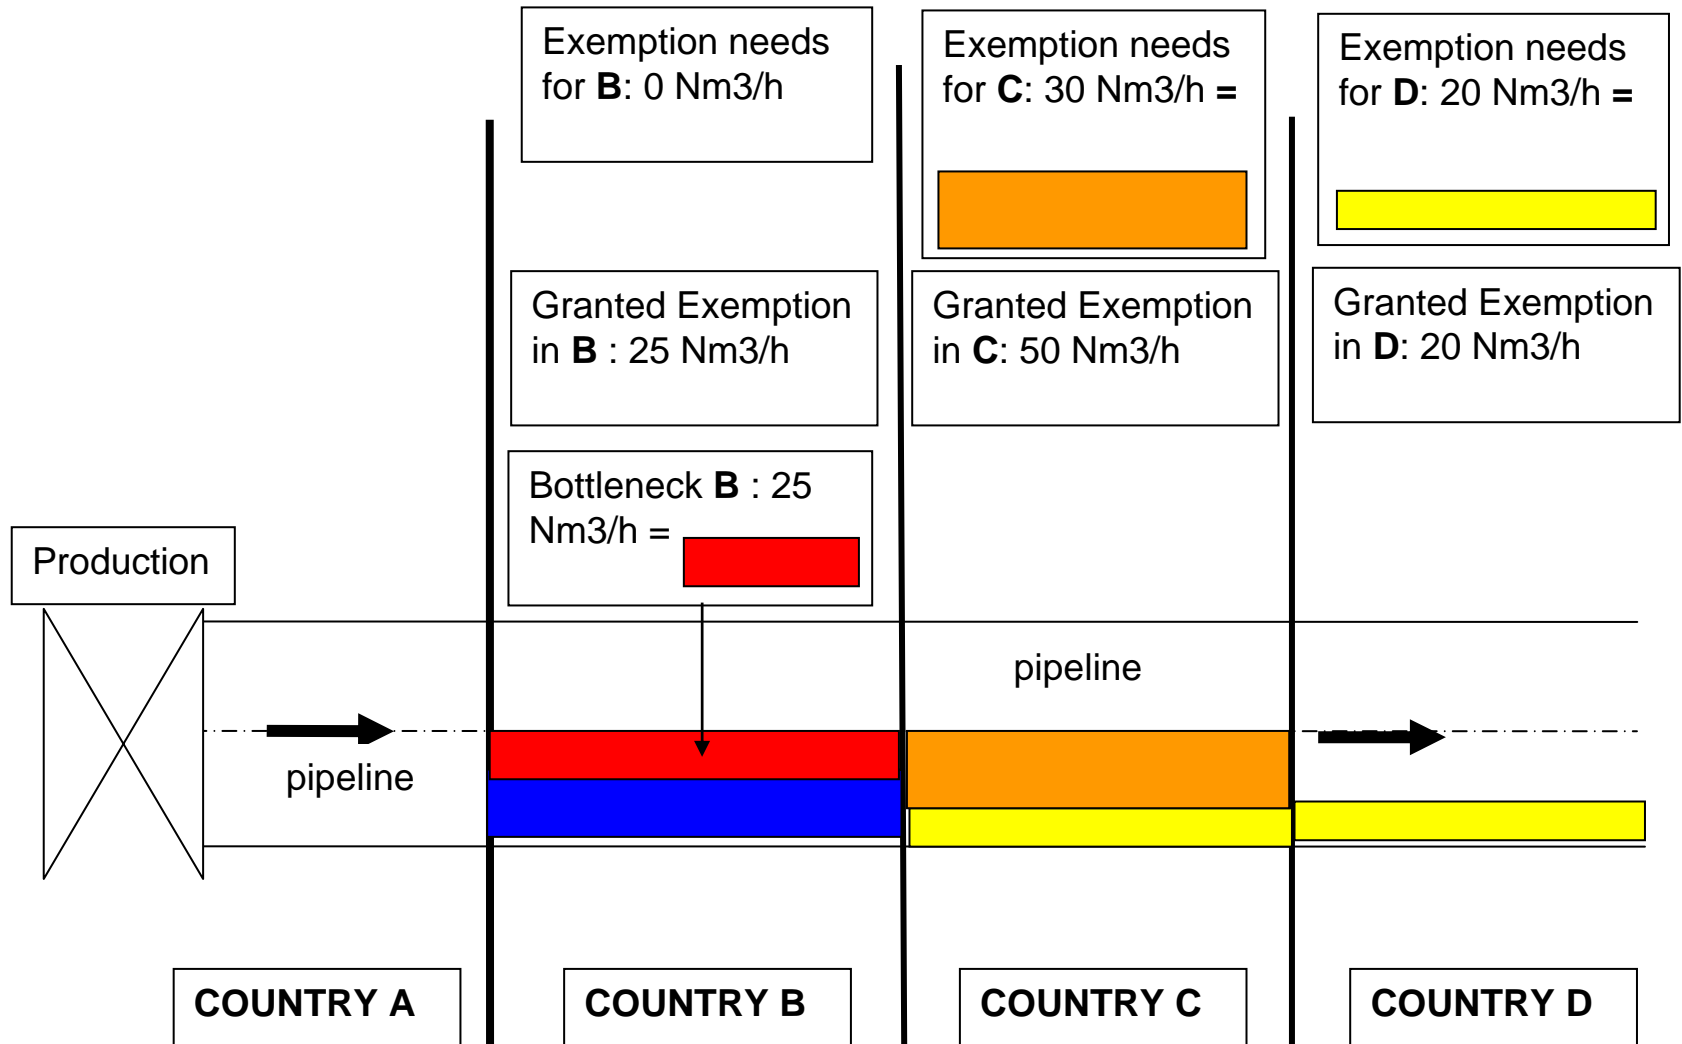 Exemption needs
for B: 0 Nm3/h
Exemption needs
for C: 30 Nm3/h =
Exemption needs
for D: 20 Nm3/h =
Granted Exemption
in B : 25 Nm3/h
Granted Exemption
in C: 50 Nm3/h
Granted Exemption
in D: 20 Nm3/h
Bottleneck B : 25
Nm3/h =
Production
pipeline
pipeline
COUNTRY A
COUNTRY B
COUNTRY C
COUNTRY D